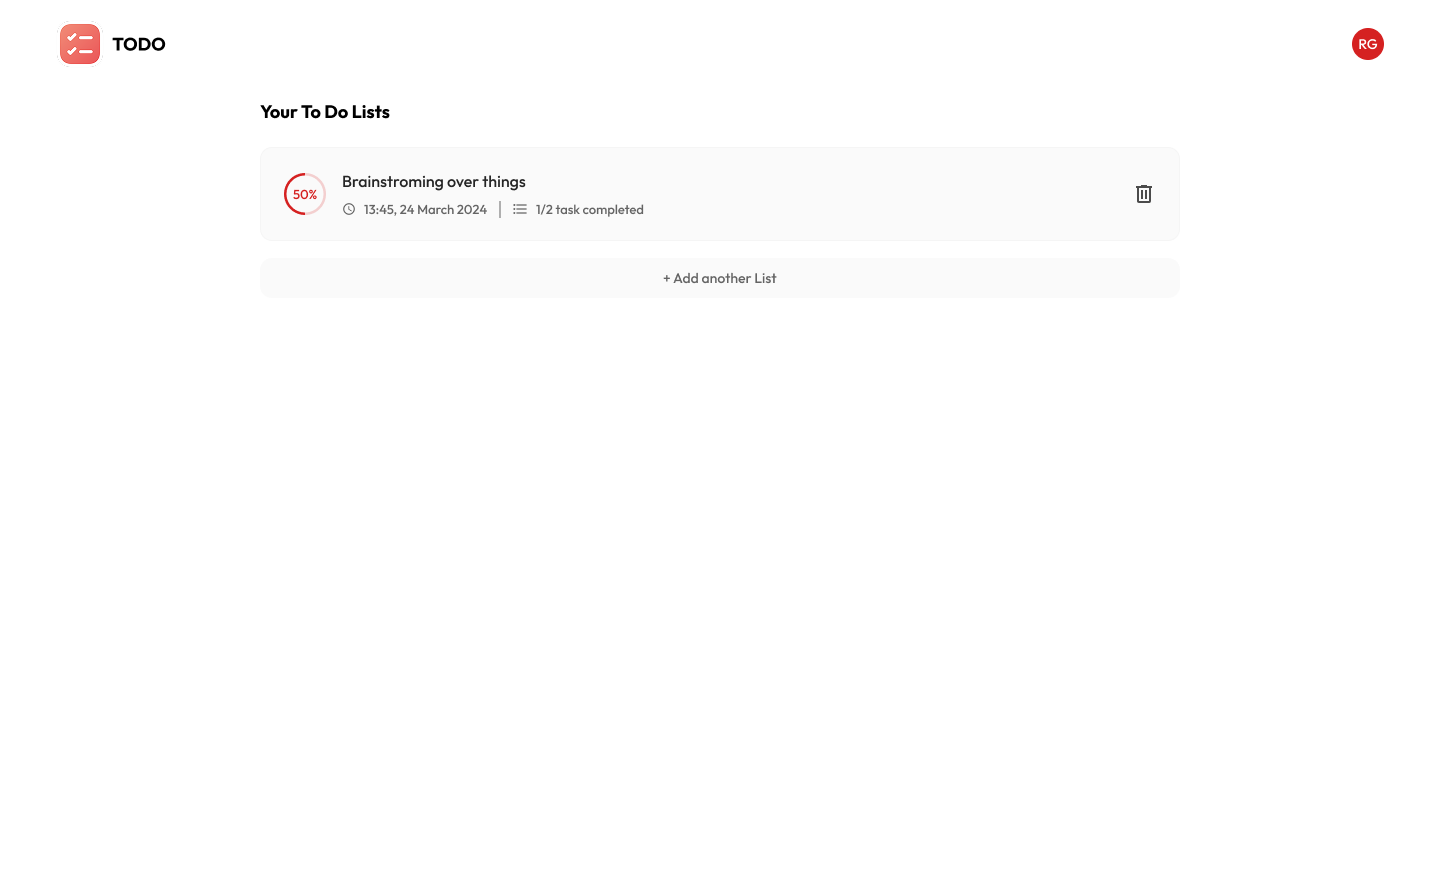 TODO
RG
Your To Do Lists
50%
Brainstroming over things
13:45, 24 March 2024
1/2 task completed
+ Add another List